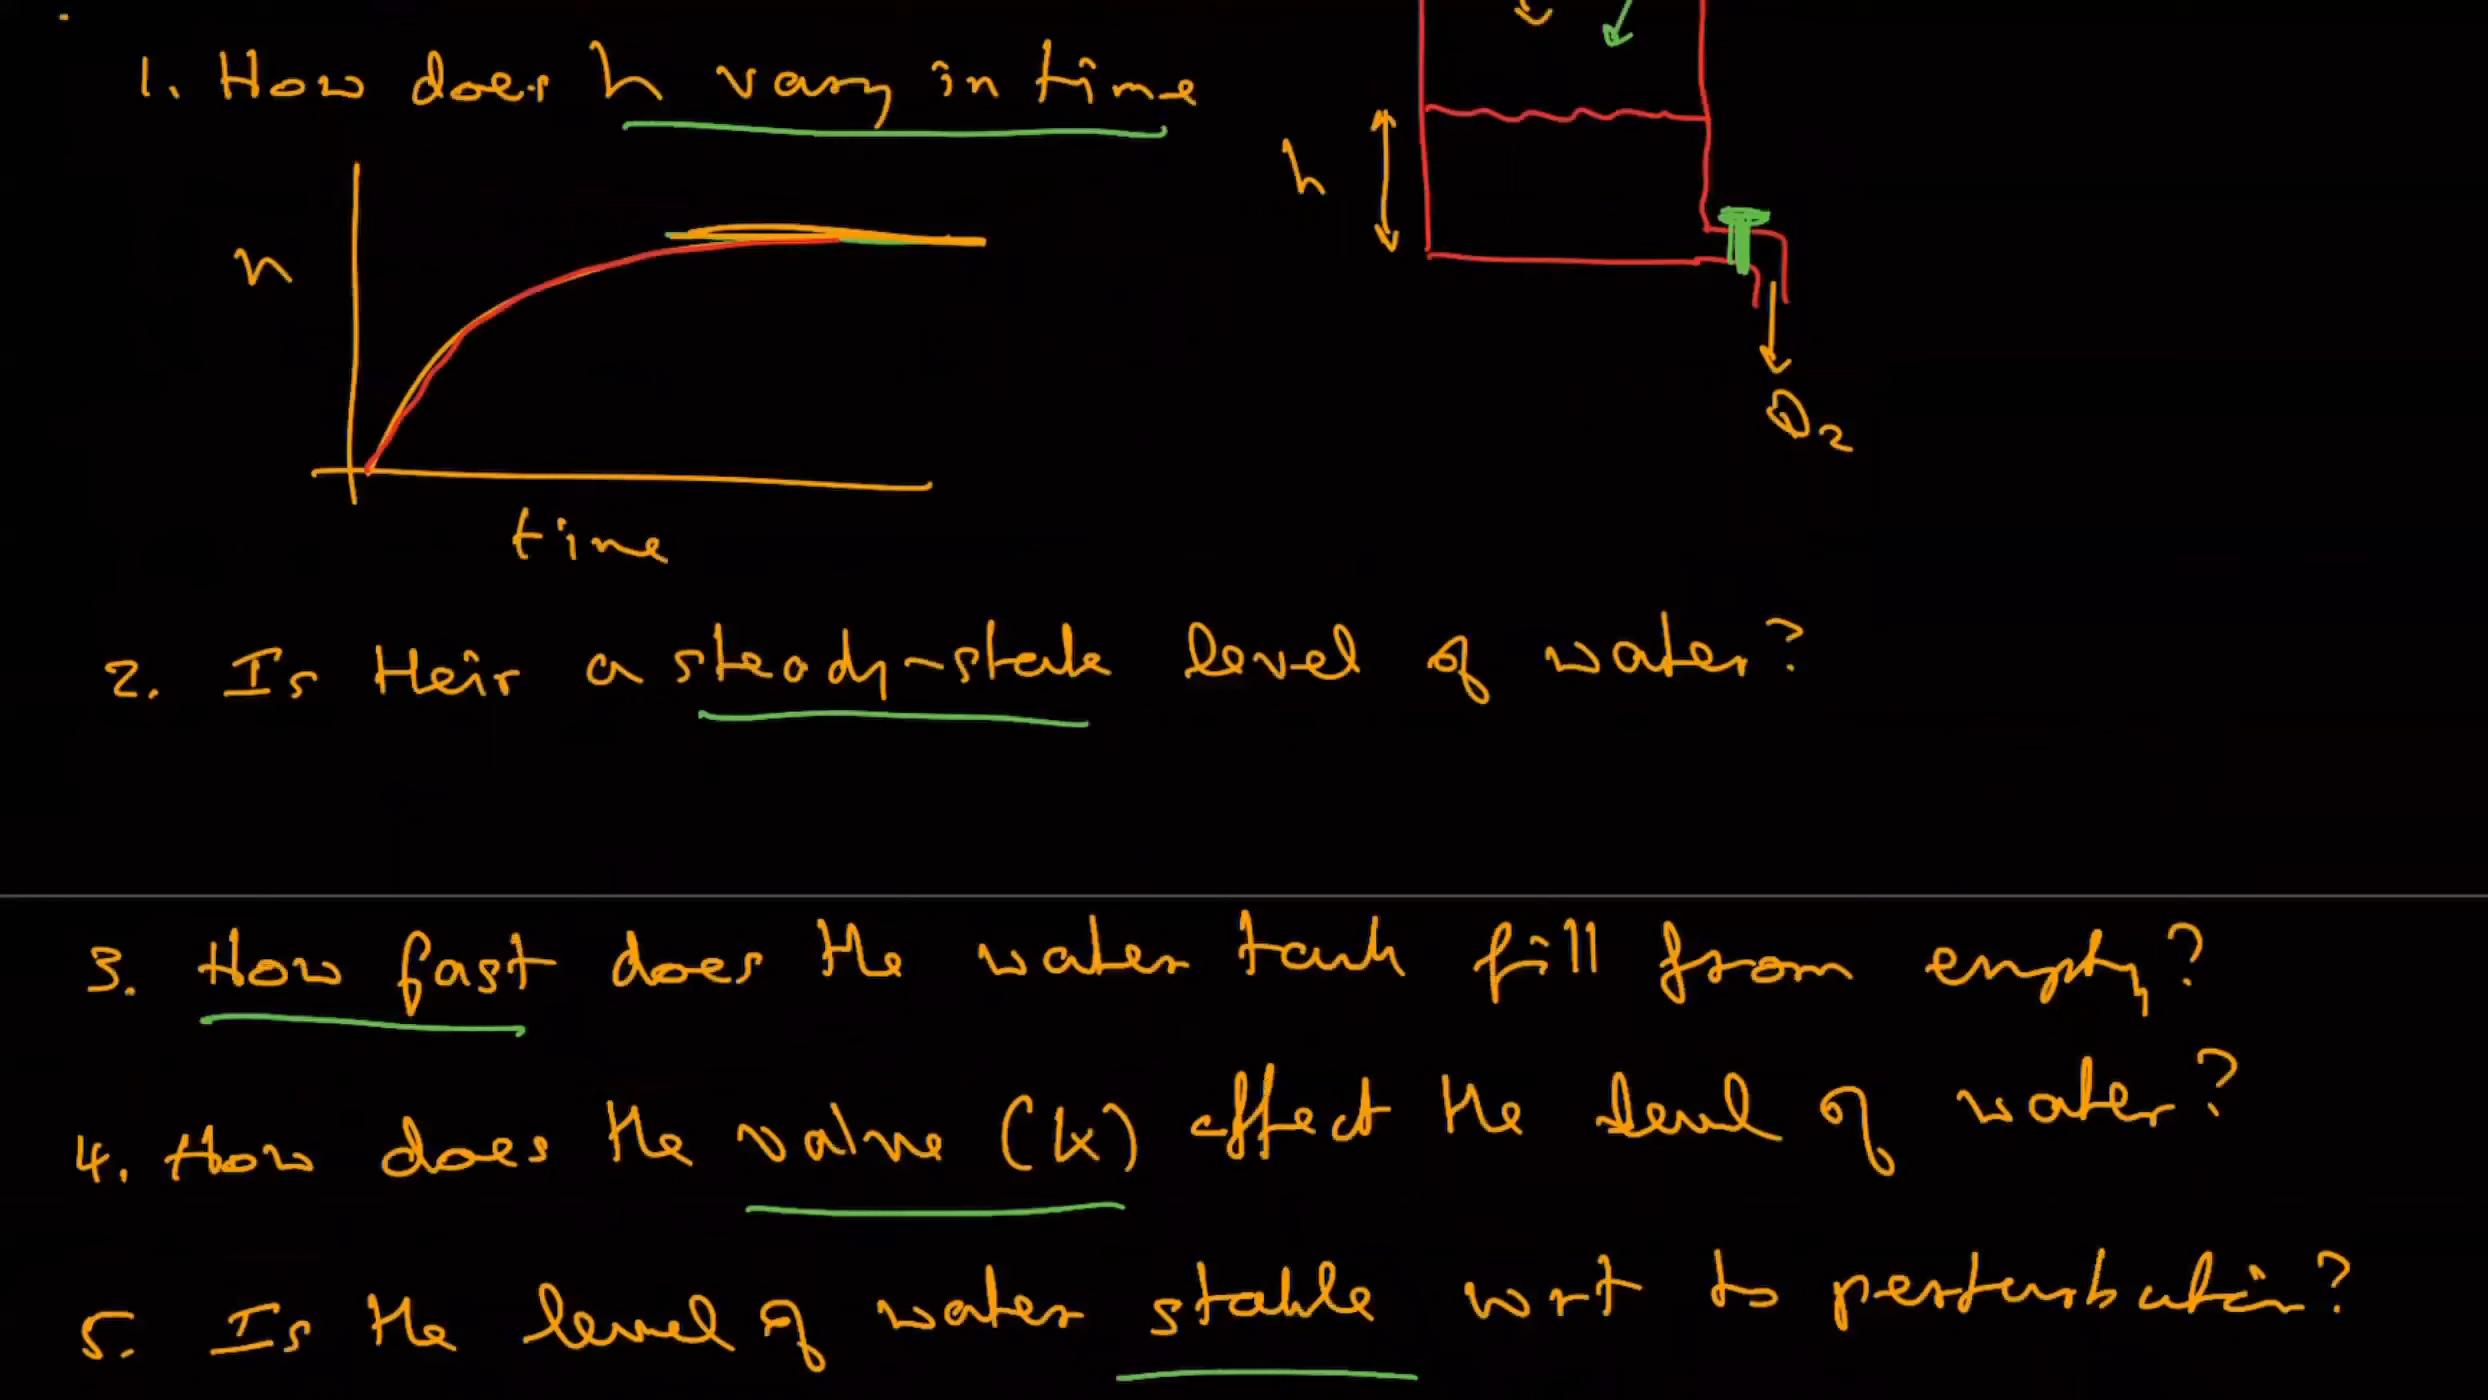 1. How does h vary in time
h
h
Q2
time
2. Is their a steady-state level of water?
3. How fast does the water tank fill from empty?
4. How does the valve (k) affect the level of water?
5. Is the level of water stable wrt to perturbation?